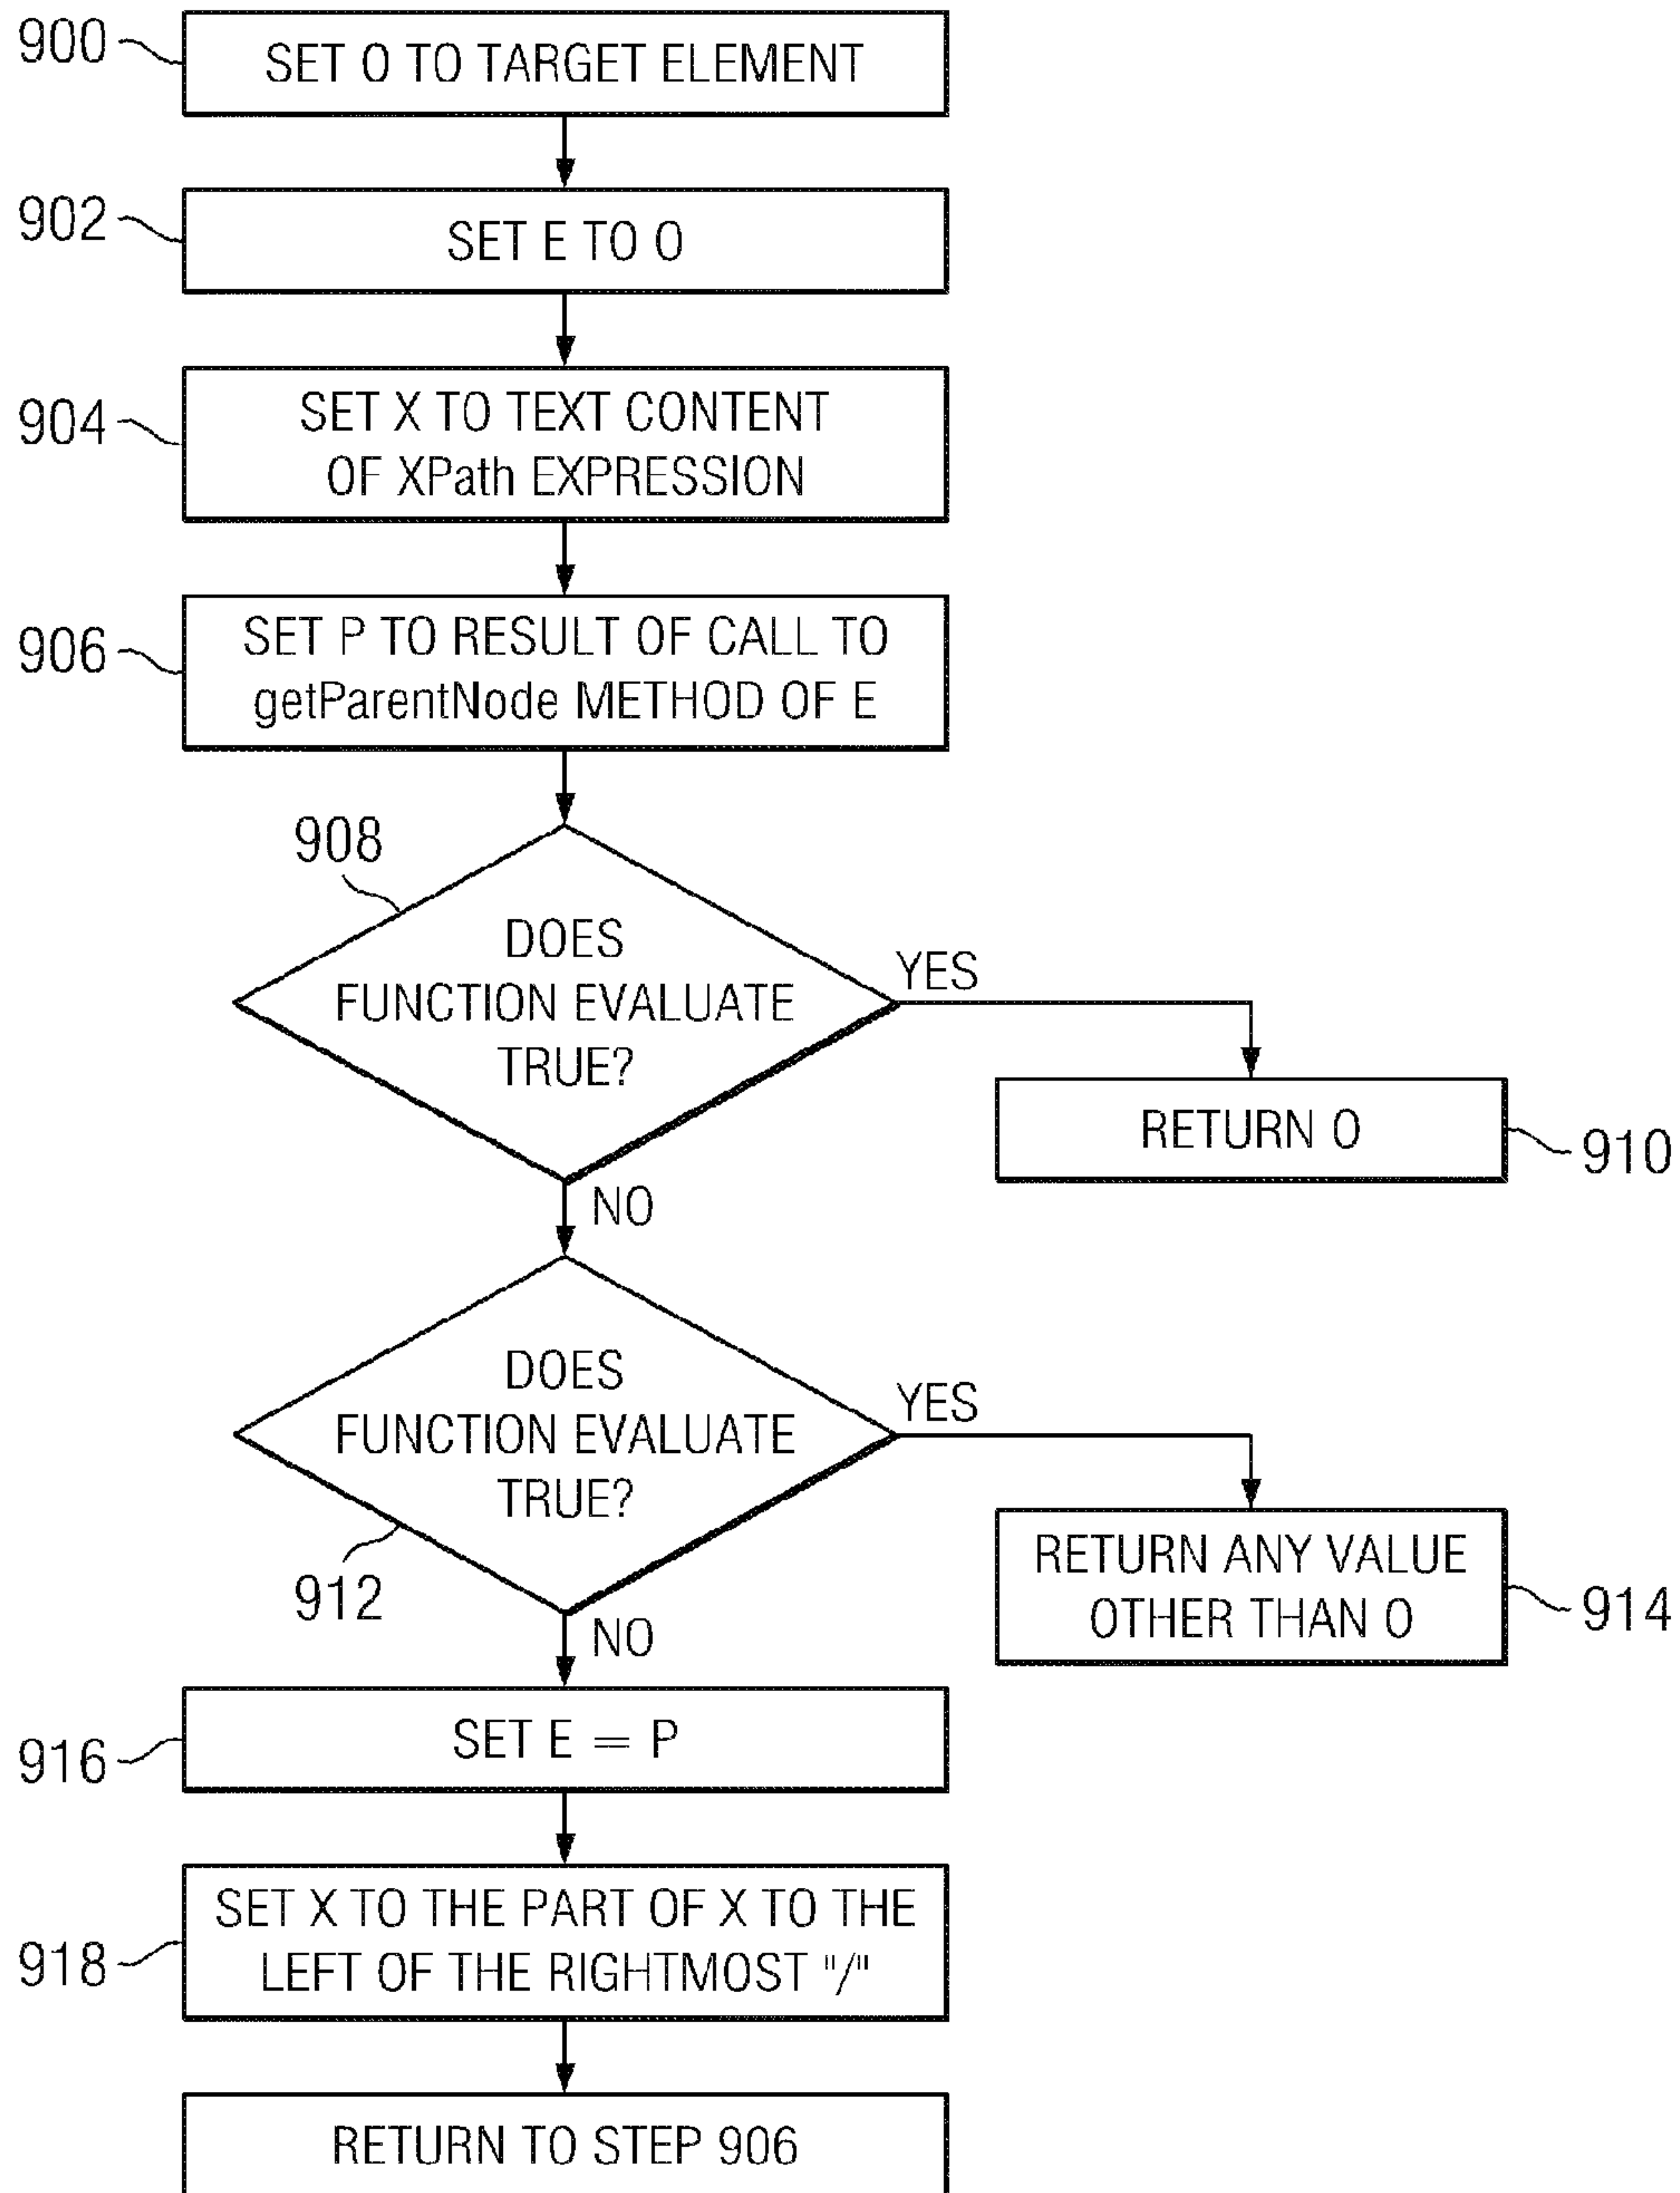 900
SET O TO TARGET ELEMENT
902
SET E TO O
904
SET X TO TEXT CONTENT
OF XPath EXPRESSION
906
SET P TO RESULT OF CALL TO
getParentNode METHOD OF E
908
DOES
FUNCTION EVALUATE
TRUE?
YES
RETURN O
910
NO
DOES
FUNCTION EVALUATE
TRUE?
YES
912
RETURN ANY VALUE
OTHER THAN O
914
NO
SET E = P
916
SET X TO THE PART OF X TO THE
LEFT OF THE RIGHTMOST "/"
918
RETURN TO STEP 906